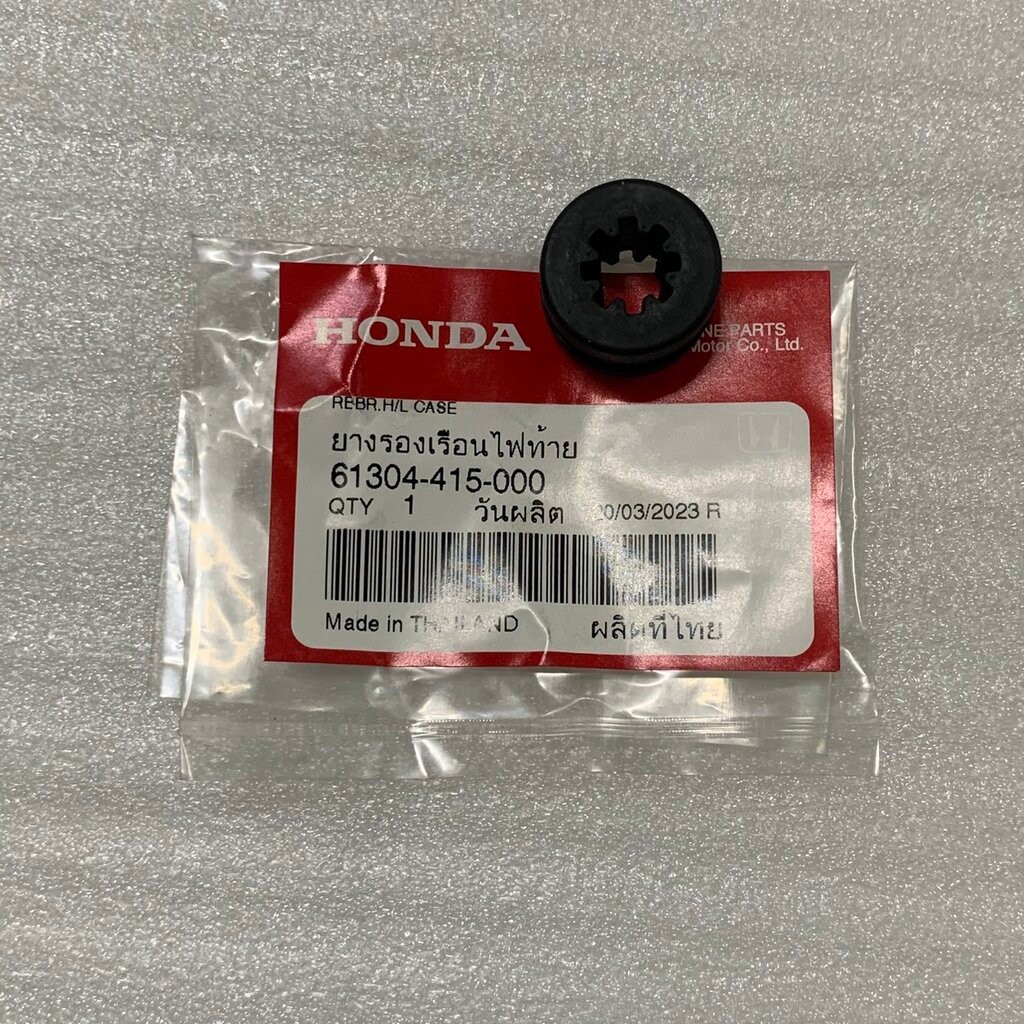 HONDA
PARTS
Motor Co., Ltd.
REBR.H/L CASE
ยางรองเรือนไฟท้าย
61304-415-000
QTY 1 วันผลิต 20/03/2023 R
Made in THAILAND ผลิตที่ไทย